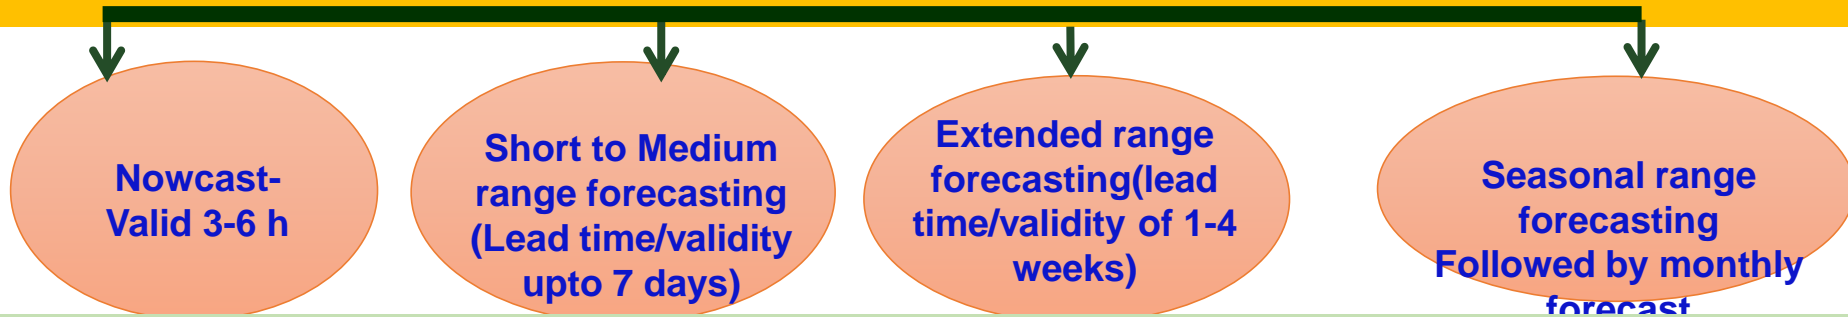 Nowcast-
Valid 3-6 h
Short to Medium
range forecasting
(Lead time/validity
upto 7 days)
Extended range
forecasting(lead
time/validity of 1-4
weeks)
Seasonal range
forecasting
Followed by monthly
forecast